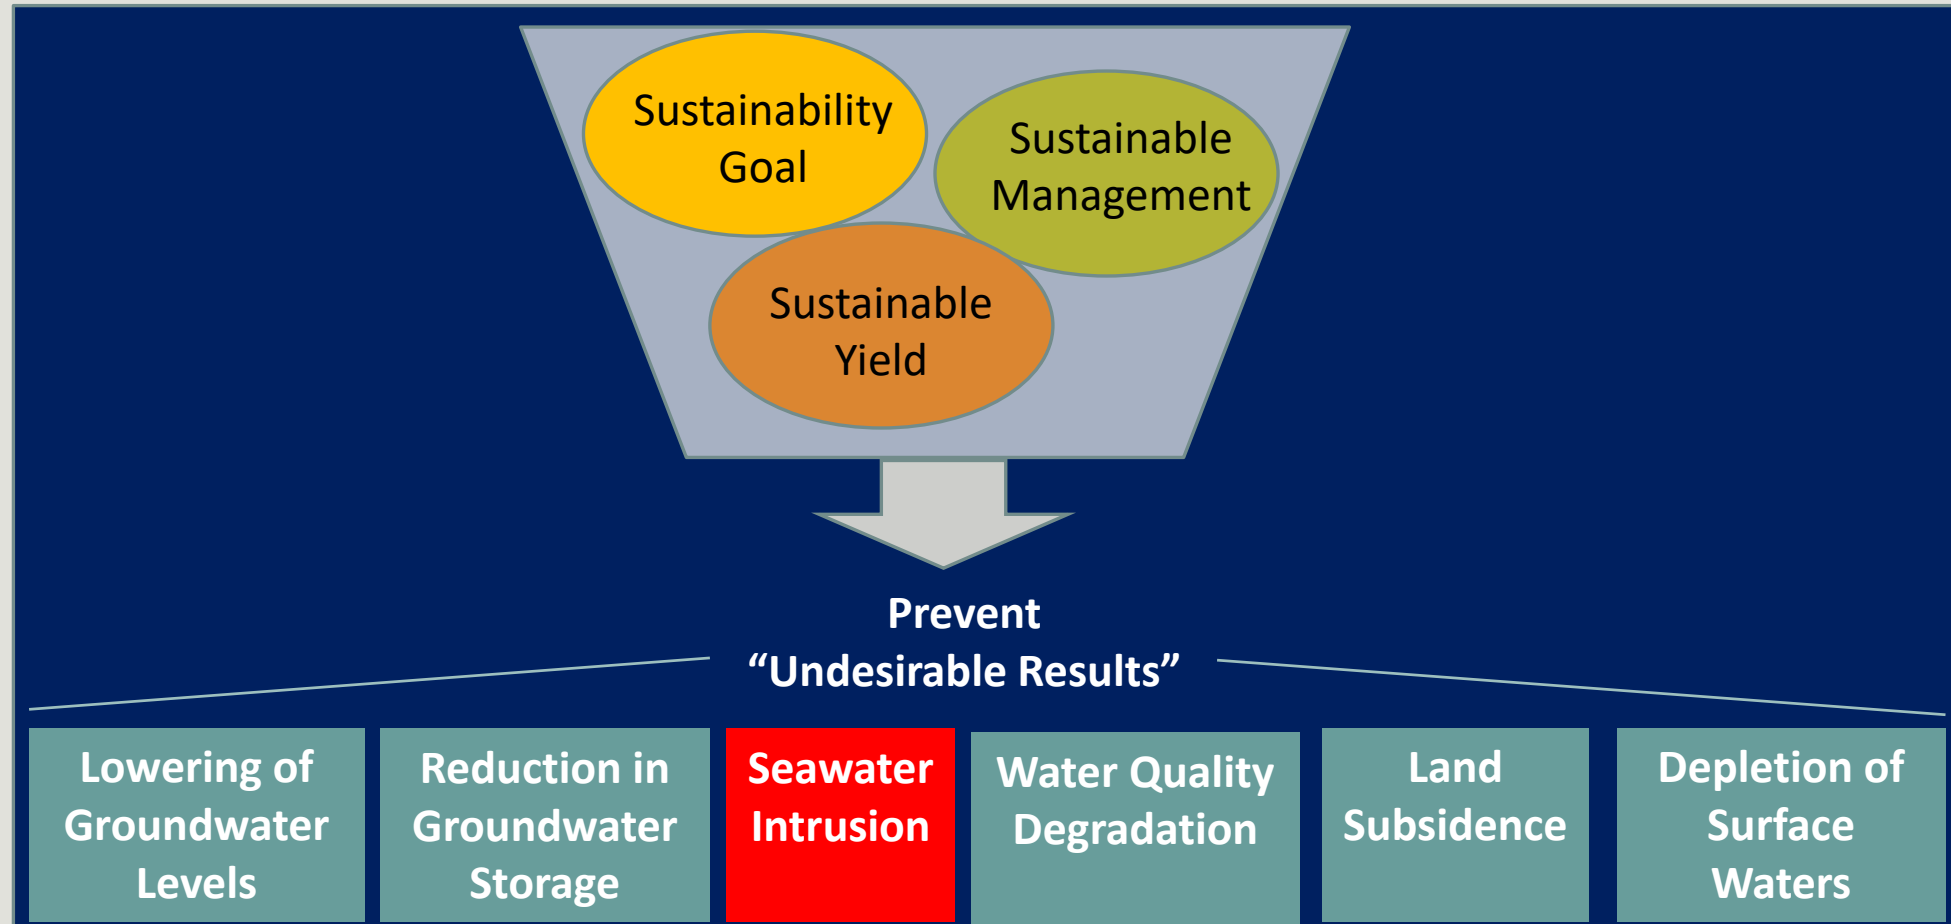 Sustainability
Goal
Sustainable
Management
Sustainable
Yield
Prevent
“Undesirable Results”
Lowering of
Groundwater
Levels
Reduction in
Groundwater
Storage
Seawater
Intrusion
Water Quality
Degradation
Land
Subsidence
Depletion of
Surface
Waters